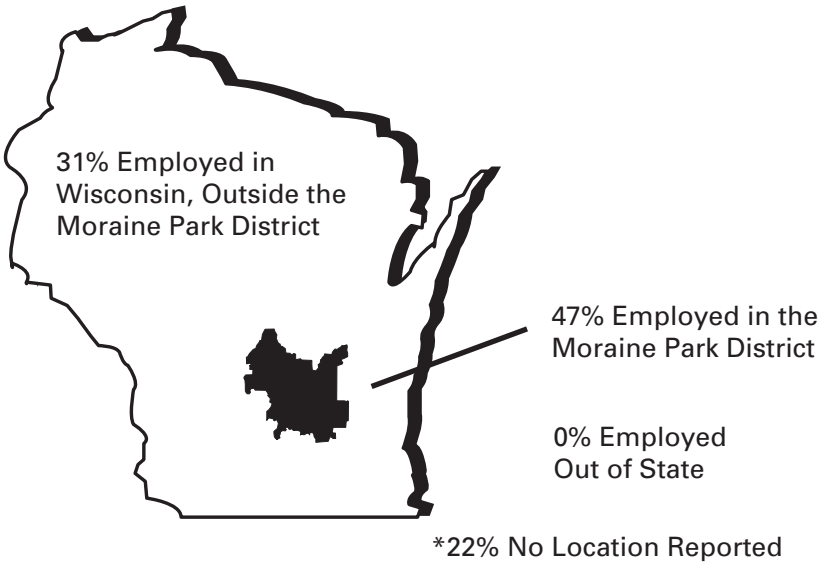 31% Employed in
Wisconsin, Outside the
Moraine Park District
47% Employed in the
Moraine Park District
0% Employed
Out of State
*22% No Location Reported